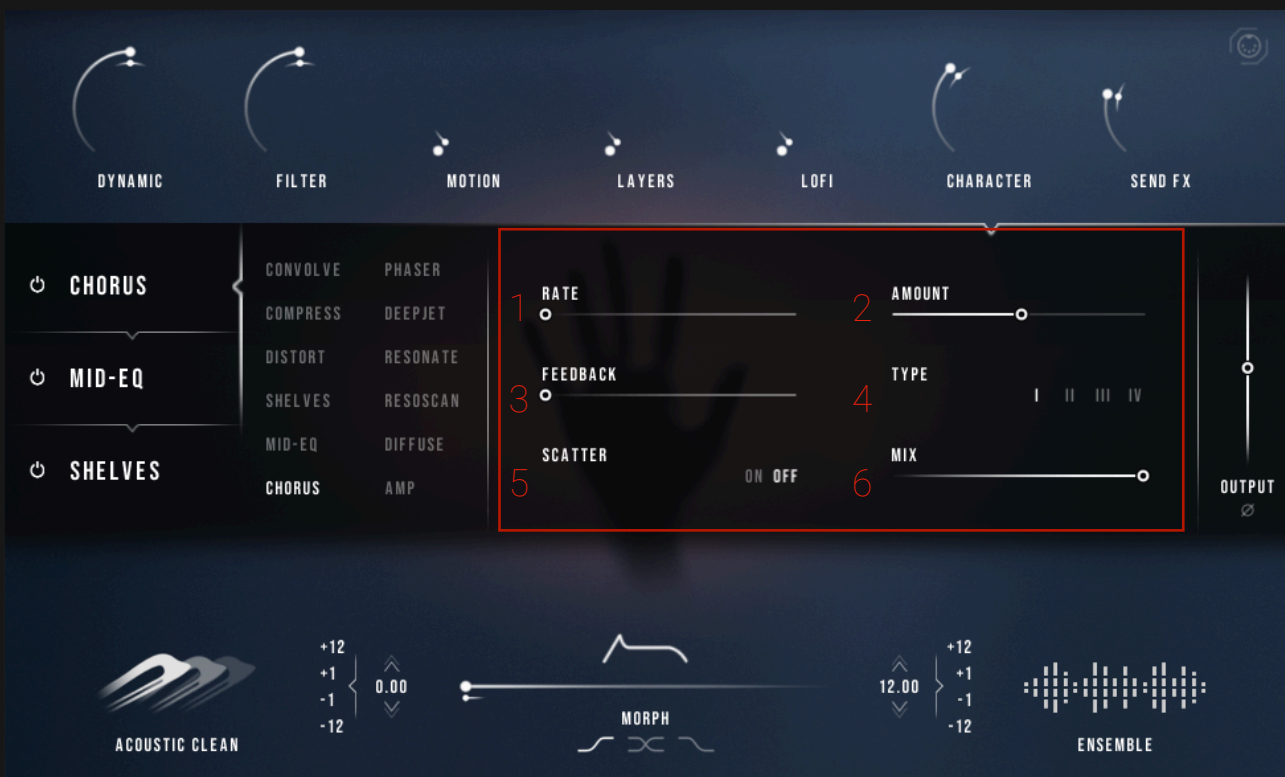 DYNAMIC FILTER MOTION LAYERS LOFI CHARACTER SEND FX
CHORUS
MID-EQ
SHELVES
CONVOLVE PHASER
COMPRESS DEEPJET
DISTORT RESONATE
SHELVES RESOSCAN
MID-EQ DIFFUSE
CHORUS AMP
1 RATE
2 AMOUNT
3 FEEDBACK
4 TYPE
I II III IV
5 SCATTER
ON OFF
6 MIX
OUTPUT
Ø
ACOUSTIC CLEAN
+12
+1
-1
-12
0.00
MORPH
12.00
+12
+1
-1
-12
ENSEMBLE